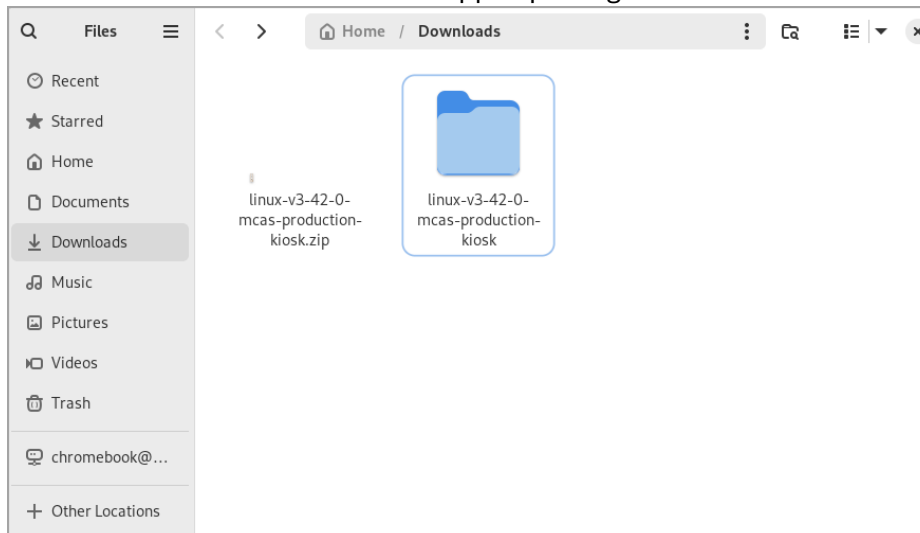 Files
Home / Downloads
Recent
Starred
Home
Documents
Downloads
Music
Pictures
Videos
Trash
chromebook@...
+ Other Locations
linux-v3-42-0-
mcas-production-
kiosk.zip
linux-v3-42-0-
mcas-production-
kiosk